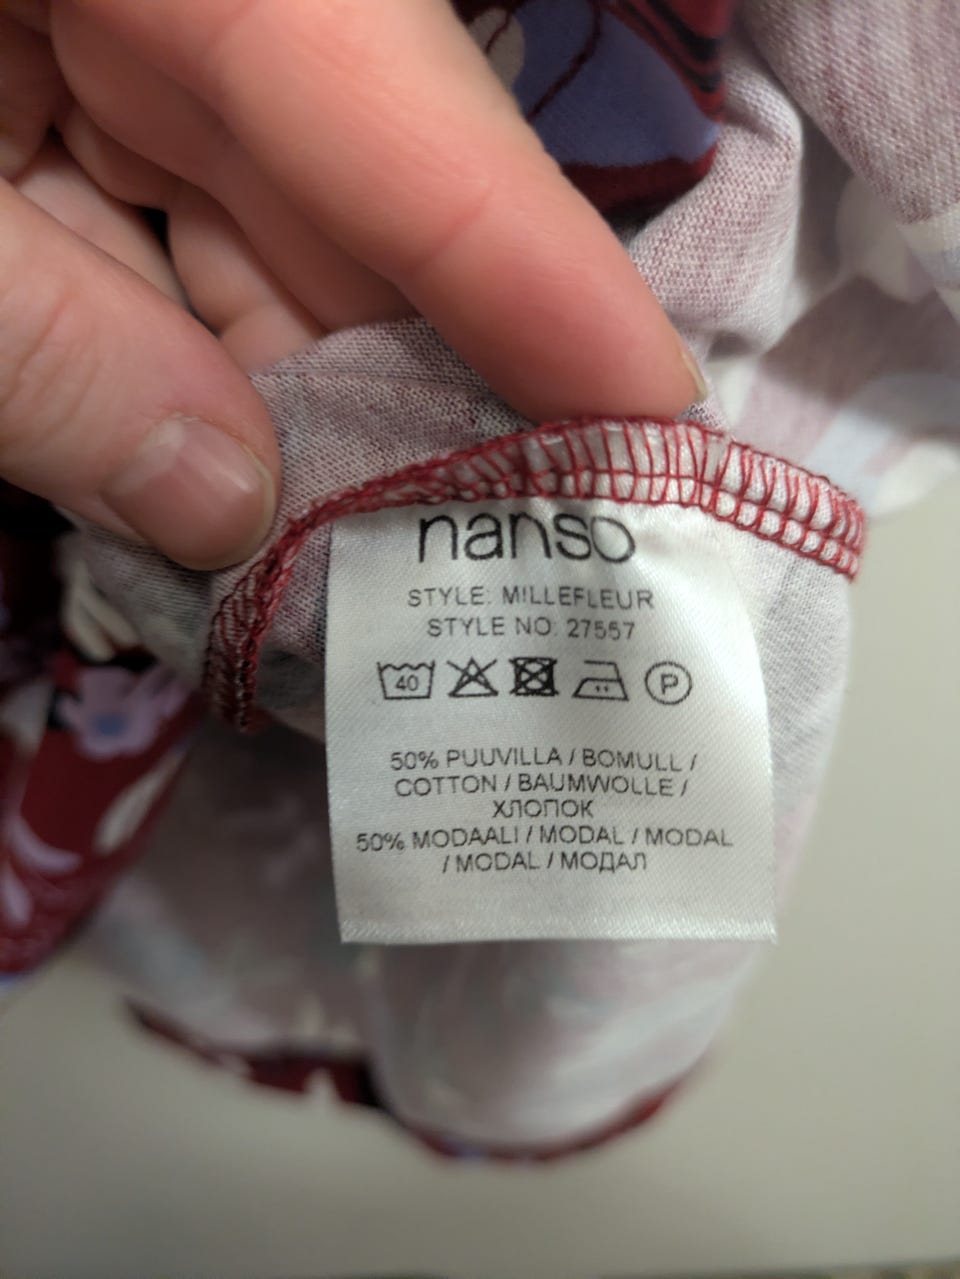 nanso
STYLE: MILLEFLEUR
STYLE NO: 27557
40 P
50% PUUVILLA / BOMULL /
COTTON / BAUMWOLLE /
ХЛОПОК
50% MODAALI / MODAL / MODAL
/ MODAL / МОДАЛ